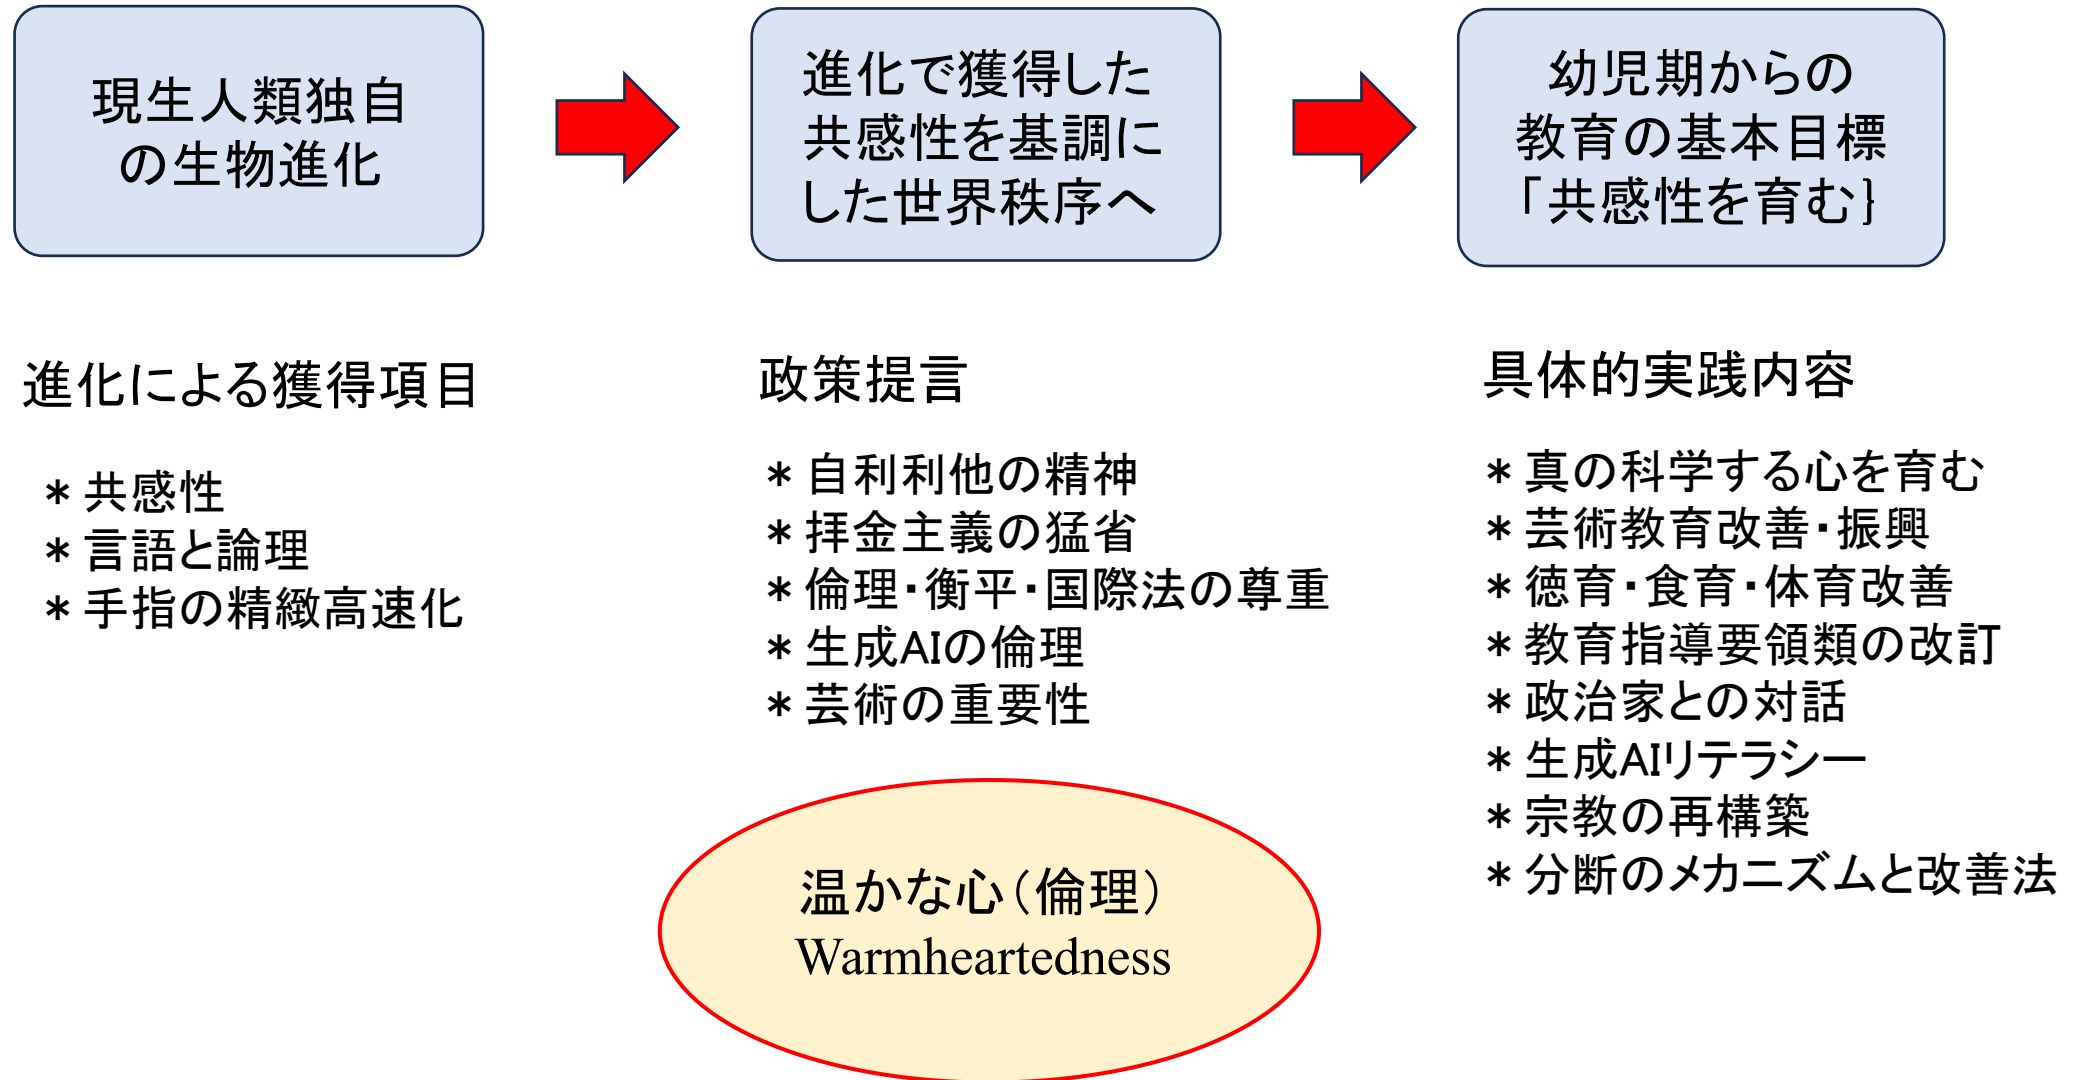 現生人類独自
の生物進化
進化で獲得した
共感性を基調に
した世界秩序へ
幼児期からの
教育の基本目標
「共感性を育む}
進化による獲得項目
* 共感性
* 言語と論理
* 手指の精緻高速化
政策提言
* 自利利他の精神
* 拝金主義の猛省
* 倫理・衡平・国際法の尊重
* 生成AIの倫理
* 芸術の重要性
温かな心（倫理）
Warmheartedness
具体的実践内容
* 真の科学する心を育む
* 芸術教育改善・振興
* 徳育・食育・体育改善
* 教育指導要領類の改訂
* 政治家との対話
* 生成AIリテラシー
* 宗教の再構築
* 分断のメカニズムと改善法